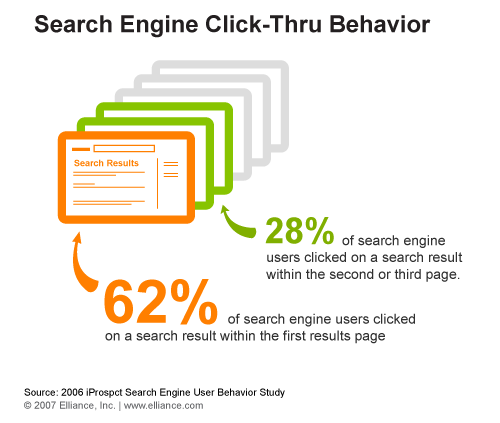 Search Engine Click-Thru Behavior
Search Results
28% of search engine
users clicked on a search result
within the second or third page.
62% of search engine users clicked
on a search result within the first results page
Source: 2006 iProspct Search Engine User Behavior Study
© 2007 Elliance, Inc. | www.elliance.com